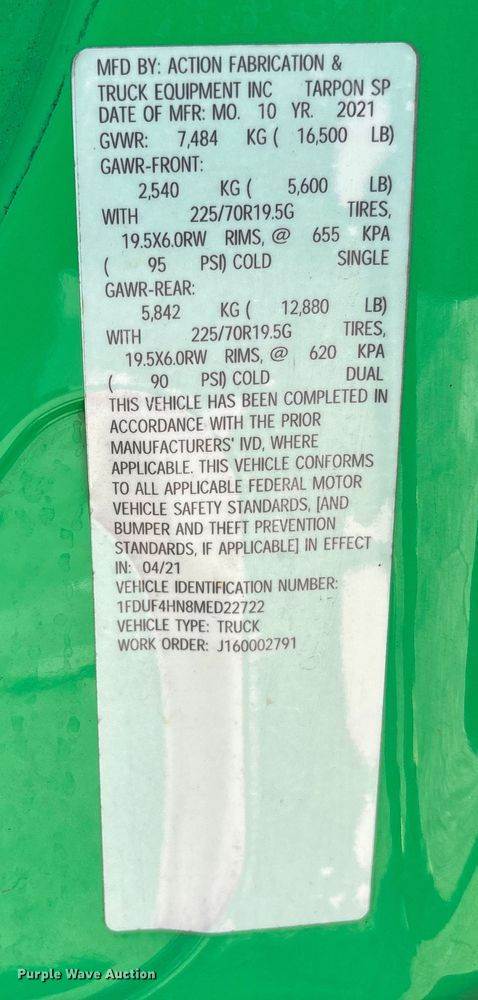 MFD BY: ACTION FABRICATION &
TRUCK EQUIPMENT INC TARPON SP
DATE OF MFR: MO. 10 YR. 2021
GVWR: 7,484 KG ( 16,500 LB)
GAWR-FRONT:
2,540 KG ( 5,600 LB)
WITH 225/70R19.5G TIRES,
19.5X6.0RW RIMS, @ 655 KPA
( 95 PSI) COLD SINGLE
GAWR-REAR:
5,842 KG ( 12,880 LB)
WITH 225/70R19.5G TIRES,
19.5X6.0RW RIMS, @ 620 KPA
( 90 PSI) COLD DUAL
THIS VEHICLE HAS BEEN COMPLETED IN
ACCORDANCE WITH THE PRIOR
MANUFACTURERS' IVD, WHERE
APPLICABLE. THIS VEHICLE CONFORMS
TO ALL APPLICABLE FEDERAL MOTOR
VEHICLE SAFETY STANDARDS, [AND
BUMPER AND THEFT PREVENTION
STANDARDS, IF APPLICABLE] IN EFFECT
IN: 04/21
VEHICLE IDENTIFICATION NUMBER:
1FDUF4HN8MED22722
VEHICLE TYPE: TRUCK
WORK ORDER: J160002791
Purple Wave Auction